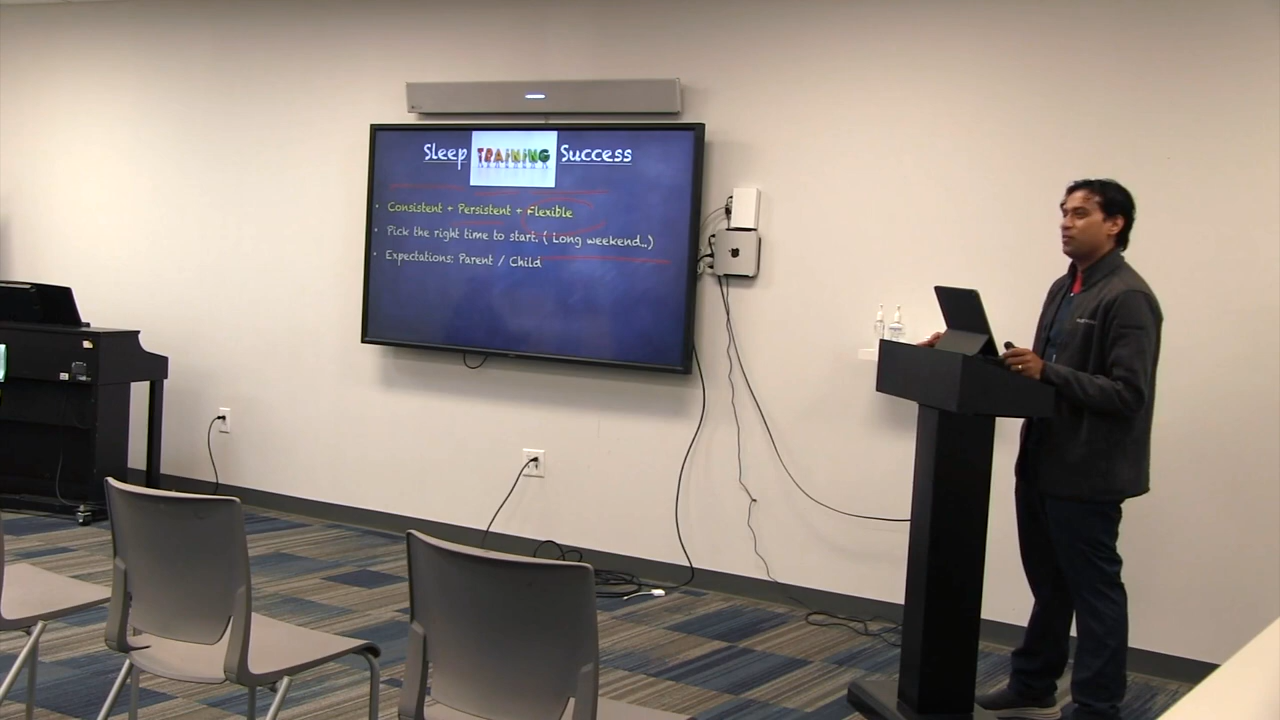 Sleep TRAINING Success
• Consistent + Persistent + Flexible
• Pick the right time to start. ( Long weekend..)
• Expectations: Parent / Child